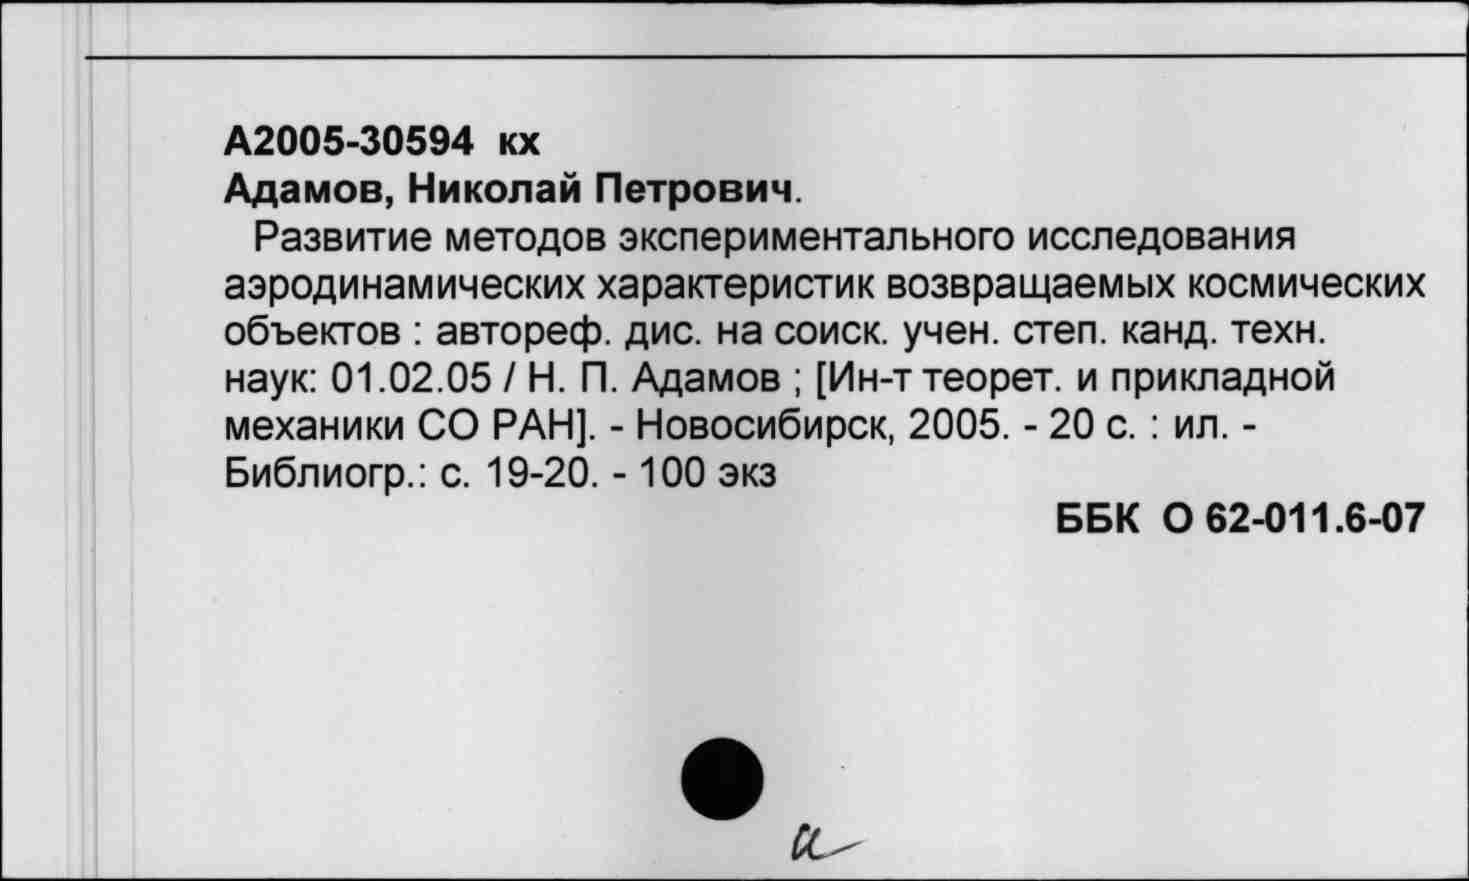 А2005-30594 кх
Адамов, Николай Петрович.
Развитие методов экспериментального исследования
аэродинамических характеристик возвращаемых космических
объектов : автореф. дис. на соиск. учен. степ. канд. техн.
наук: 01.02.05 / Н. П. Адамов ; [Ин-т теорет. и прикладной
механики СО РАН]. - Новосибирск, 2005. - 20 с. : ил. -
Библиогр.: с. 19-20. - 100 экз
ББК О 62-011.6-07